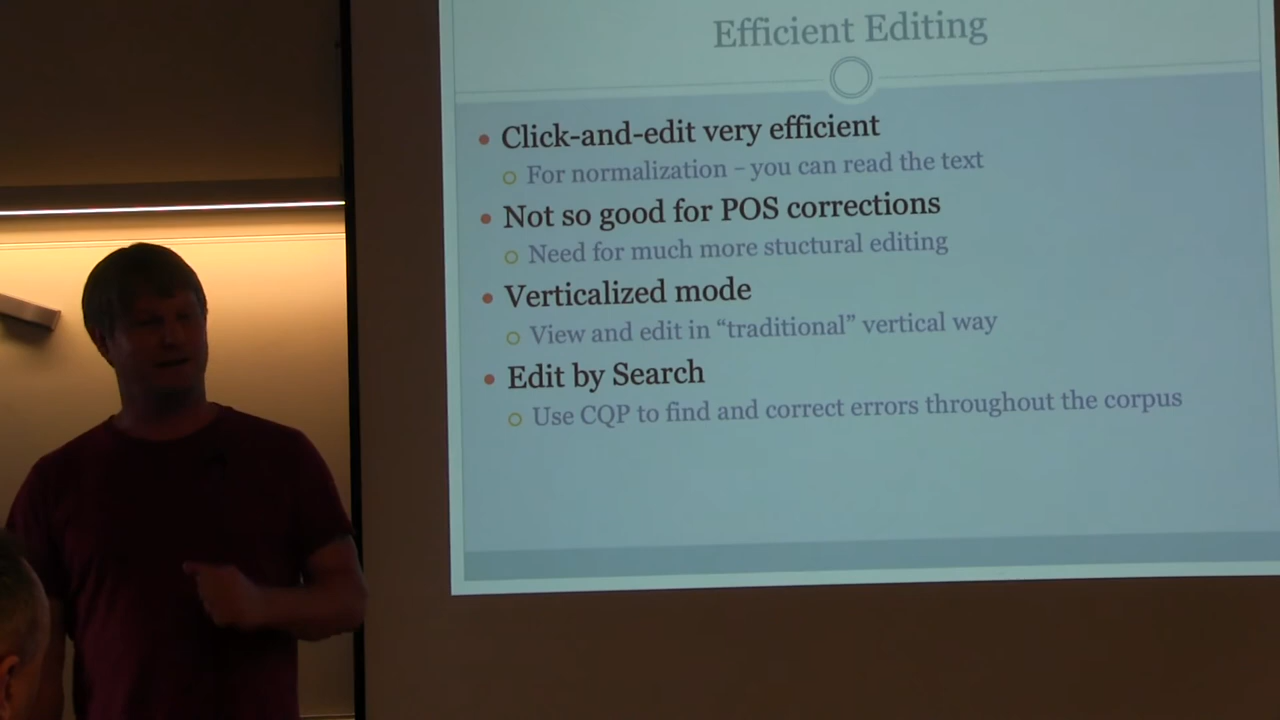 Efficient Editing
Click-and-edit very efficient
For normalization – you can read the text
Not so good for POS corrections
Need for much more stuctural editing
Verticalized mode
View and edit in “traditional” vertical way
Edit by Search
Use CQP to find and correct errors throughout the corpus